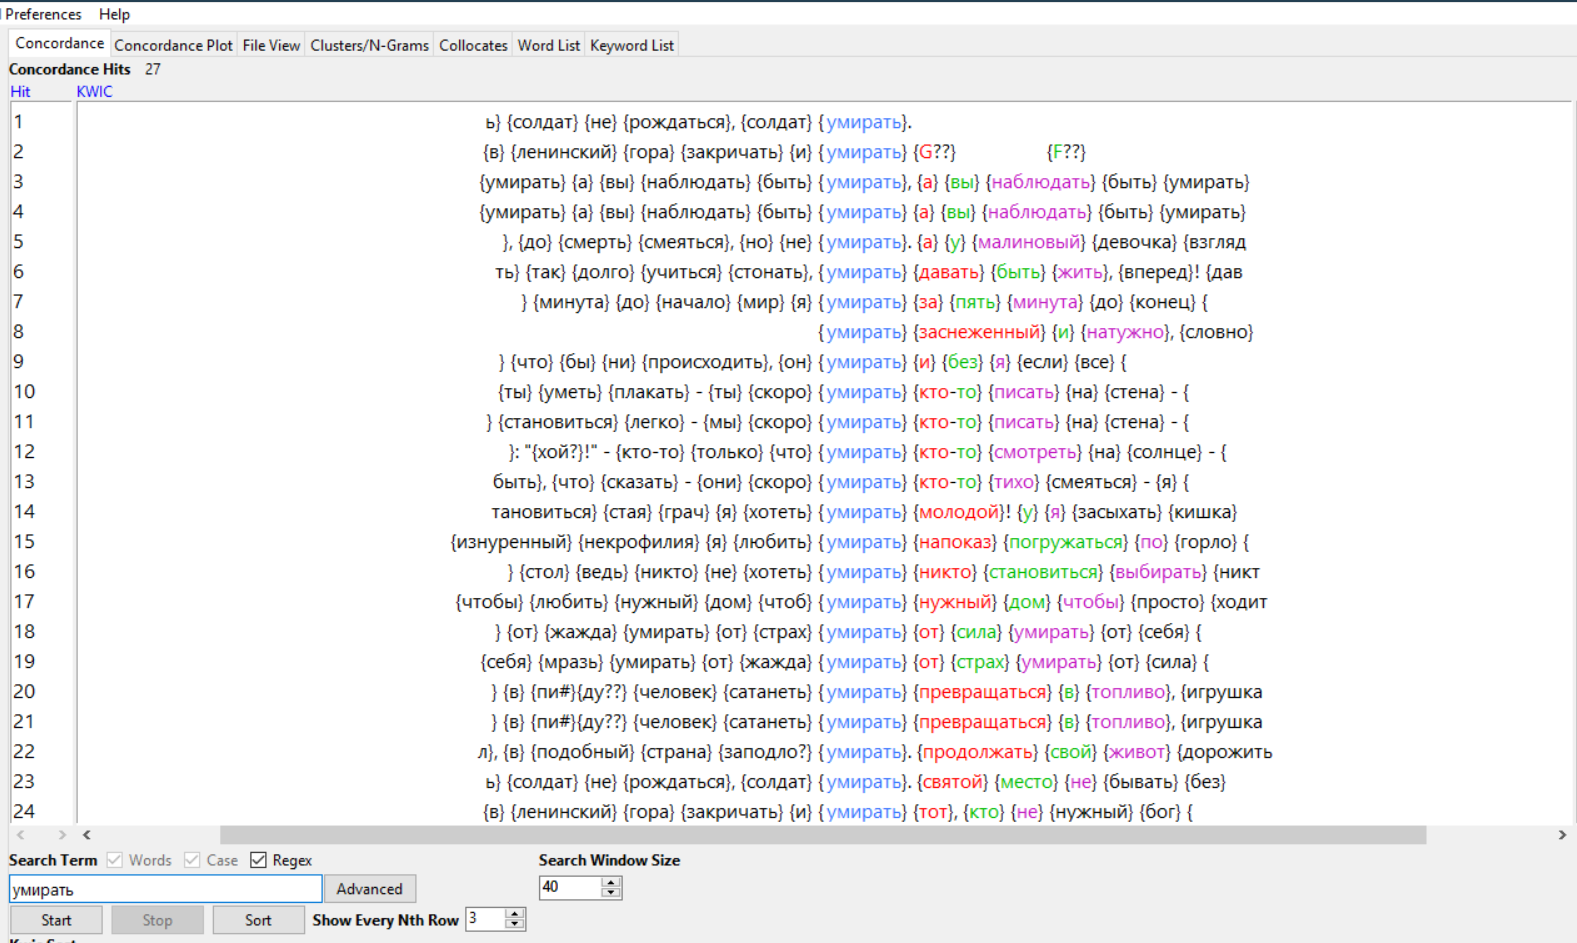 Preferences Help
Concordance Concordance Plot File View Clusters/N-Grams Collocates Word List Keyword List
Concordance Hits 27
Hit KWIC
1 ь} {солдат} {не} {рождаться}, {солдат} {умирать}.
2 {в} {ленинский} {гора} {закричать} {и} {умирать} {G??} {F??}
3 {умирать} {а} {вы} {наблюдать} {быть} {умирать}, {а} {вы} {наблюдать} {быть} {умирать}
4 {умирать} {а} {вы} {наблюдать} {быть} {умирать} {а} {вы} {наблюдать} {быть} {умирать}
5 }, {до} {смерть} {смеяться}, {но} {не} {умирать}. {а} {у} {малиновый} {девочка} {взгляд
6 ть} {так} {долго} {учиться} {стонать}, {умирать} {давать} {быть} {жить}, {вперед}! {дав
7 } {минута} {до} {начало} {мир} {я} {умирать} {за} {пять} {минута} {до} {конец} {
8 {умирать} {заснеженный} {и} {натужно}, {словно}
9 } {что} {бы} {ни} {происходить}, {он} {умирать} {и} {без} {я} {если} {все} {
10 {ты} {уметь} {плакать} - {ты} {скоро} {умирать} {кто-то} {писать} {на} {стена} - {
11 } {становиться} {легко} - {мы} {скоро} {умирать} {кто-то} {писать} {на} {стена} - {
12 }: "{хой?}!" - {кто-то} {только} {что} {умирать} {кто-то} {смотреть} {на} {солнце} - {
13 быть}, {что} {сказать} - {они} {скоро} {умирать} {кто-то} {тихо} {смеяться} - {я} {
14 тановиться} {стая} {грач} {я} {хотеть} {умирать} {молодой}! {у} {я} {засыхать} {кишка}
15 {изнуренный} {некрофилия} {я} {любить} {умирать} {напоказ} {погружаться} {по} {горло} {
16 } {стол} {ведь} {никто} {не} {хотеть} {умирать} {никто} {становиться} {выбирать} {никт
17 {чтобы} {любить} {нужный} {дом} {чтоб} {умирать} {нужный} {дом} {чтобы} {просто} {ходит
18 } {от} {жажда} {умирать} {от} {страх} {умирать} {от} {сила} {умирать} {от} {себя} {
19 {себя} {мразь} {умирать} {от} {жажда} {умирать} {от} {страх} {умирать} {от} {сила} {
20 } {в} {пи#}{ду??} {человек} {сатанеть} {умирать} {превращаться} {в} {топливо}, {игрушка
21 } {в} {пи#}{ду??} {человек} {сатанеть} {умирать} {превращаться} {в} {топливо}, {игрушка
22 л}, {в} {подобный} {страна} {заподло?} {умирать}. {продолжать} {свой} {живот} {дорожить
23 ь} {солдат} {не} {рождаться}, {солдат} {умирать}. {святой} {место} {не} {бывать} {без}
24 {в} {ленинский} {гора} {закричать} {и} {умирать} {тот}, {кто} {не} {нужный} {бог} {
Search Term Words Case Regex Search Window Size
умирать Advanced 40
Start Stop Sort Show Every Nth Row 3